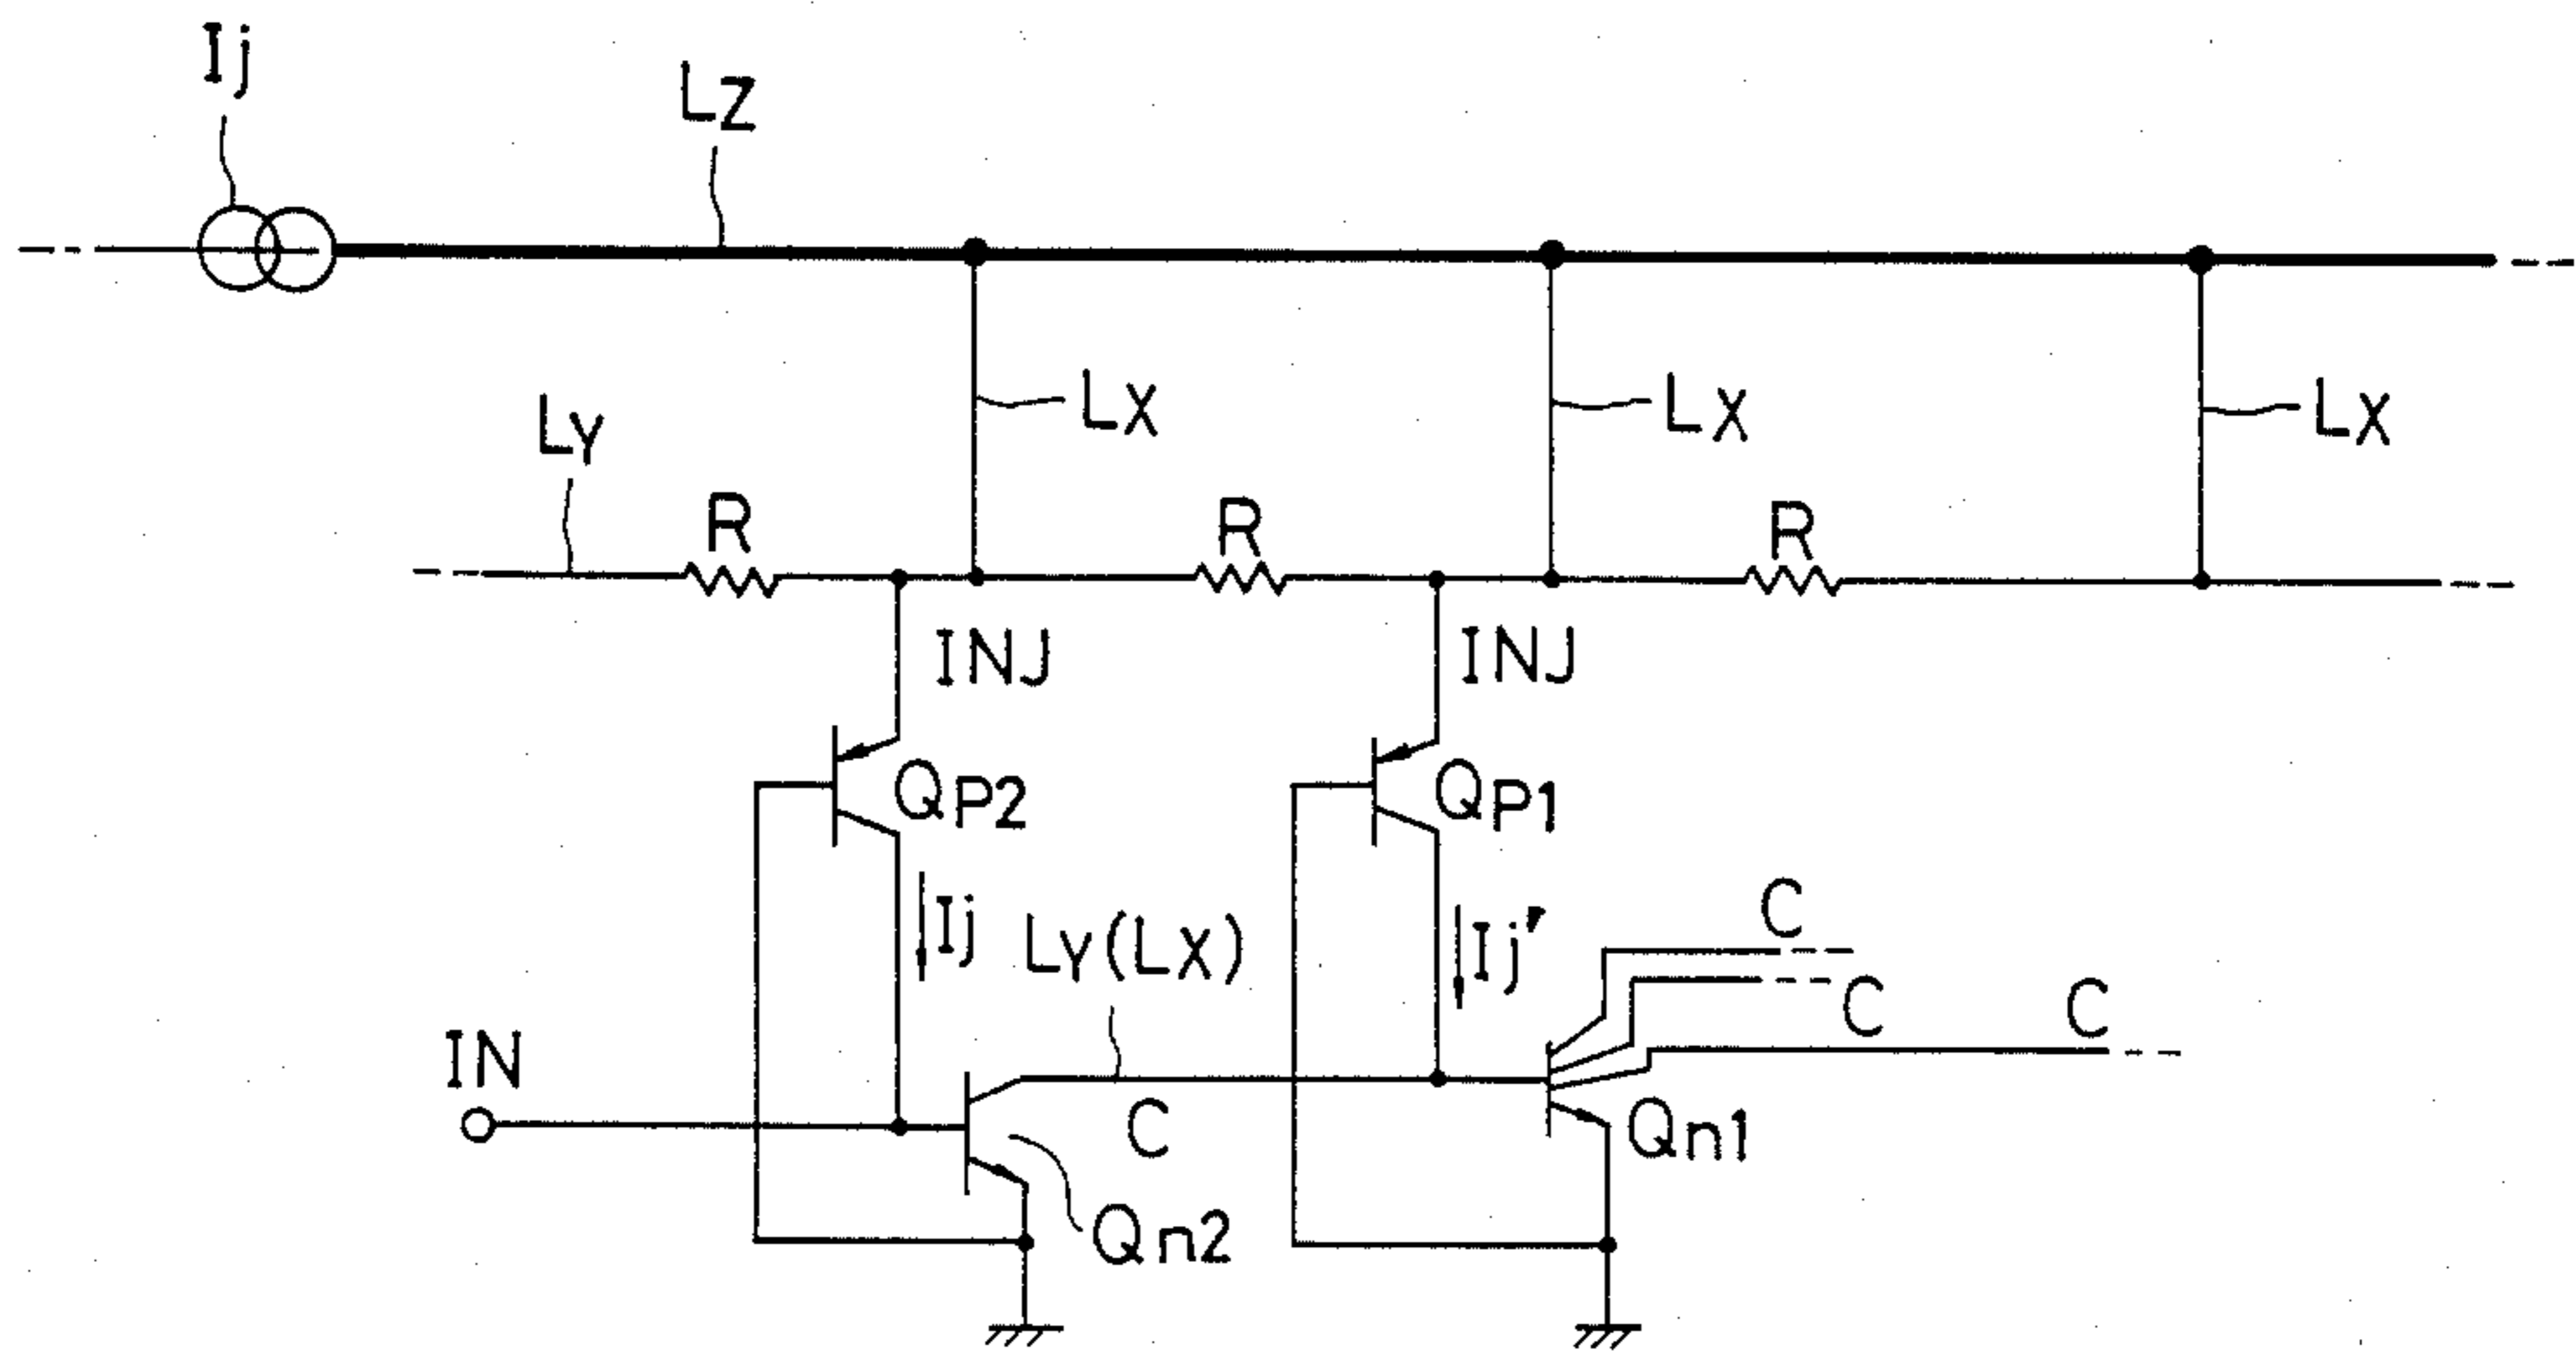 Ij
LZ
LX
LX
LX
LY
R
R
R
INJ
INJ
QP2
QP1
Ij
LY(LX)
Ij'
C
C
C
IN
C
Qn1
Qn2